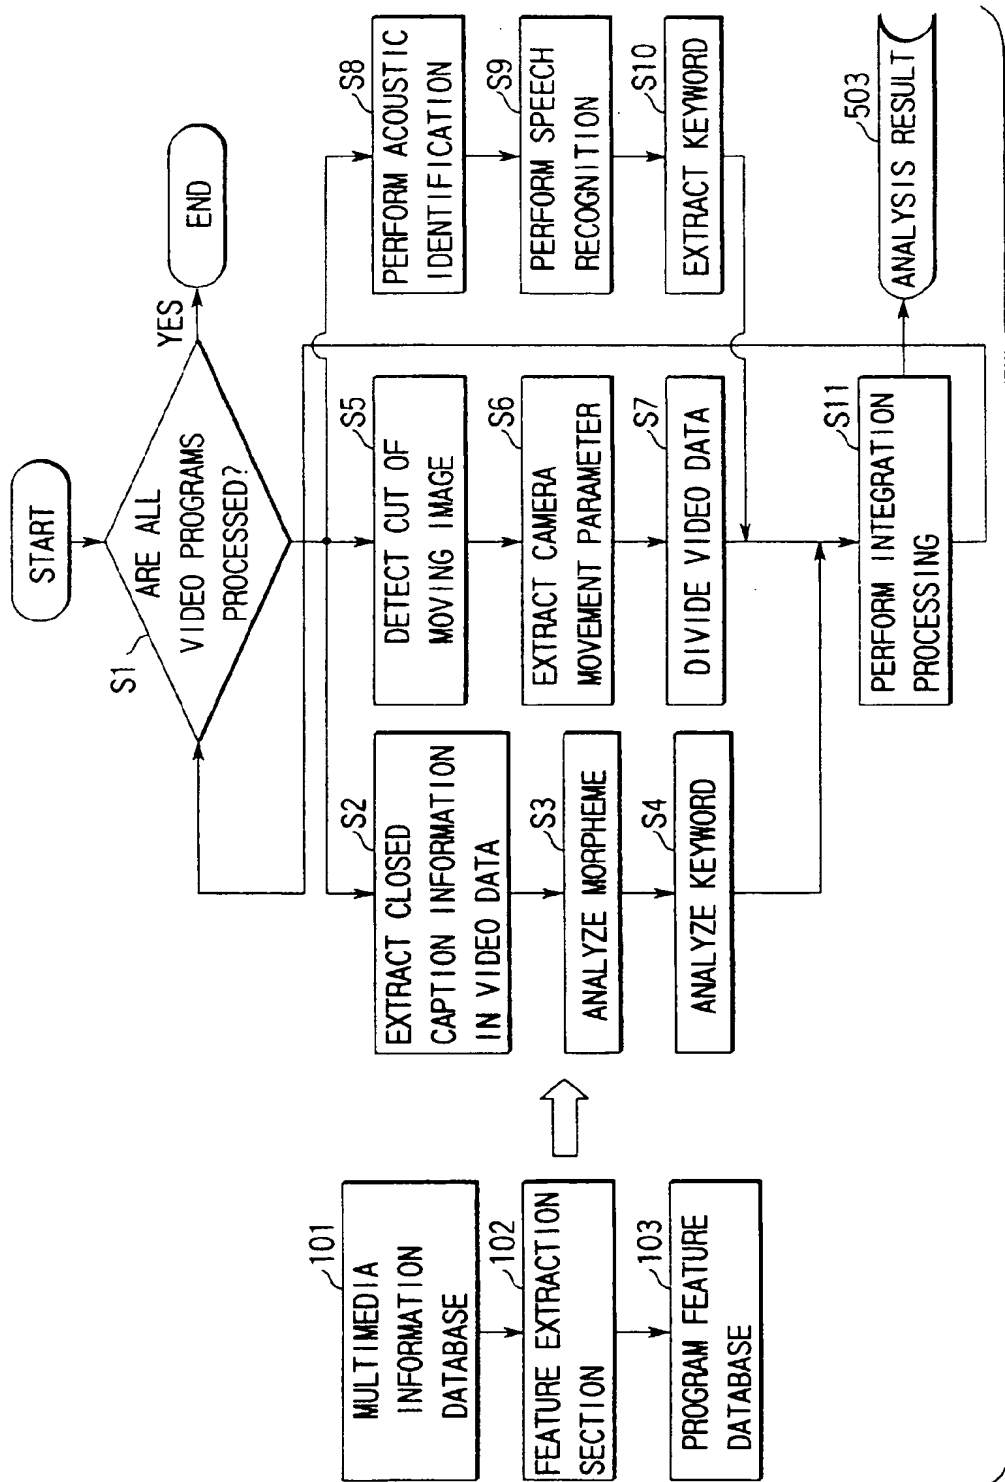 101
MULTIMEDIA
INFORMATION
DATABASE
102
FEATURE EXTRACTION
SECTION
103
PROGRAM FEATURE
DATABASE
START
S1
ARE ALL
VIDEO PROGRAMS
PROCESSED?
YES
END
S2
EXTRACT CLOSED
CAPTION INFORMATION
IN VIDEO DATA
S3
ANALYZE MORPHEME
S4
ANALYZE KEYWORD
S5
DETECT CUT OF
MOVING IMAGE
S6
EXTRACT CAMERA
MOVEMENT PARAMETER
S7
DIVIDE VIDEO DATA
S8
PERFORM ACOUSTIC
IDENTIFICATION
S9
PERFORM SPEECH
RECOGNITION
S10
EXTRACT KEYWORD
S11
PERFORM INTEGRATION
PROCESSING
503
ANALYSIS RESULT